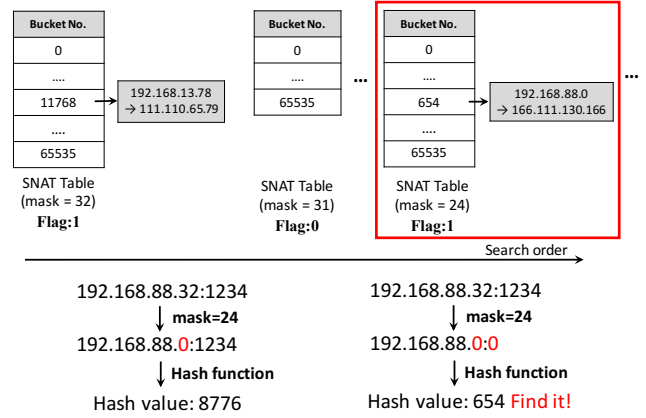 Bucket No.
0
....
11768
....
65535
192.168.13.78
→ 111.110.65.79
SNAT Table
(mask = 32)
Flag:1
Bucket No.
0
....
65535
SNAT Table
(mask = 31)
Flag:0
...
Bucket No.
0
....
654
....
65535
192.168.88.0
→ 166.111.130.166
SNAT Table
(mask = 24)
Flag:1
...
Search order
192.168.88.32:1234
mask=24
192.168.88.0:1234
Hash function
Hash value: 8776
192.168.88.32:1234
mask=24
192.168.88.0:0
Hash function
Hash value: 654 Find it!